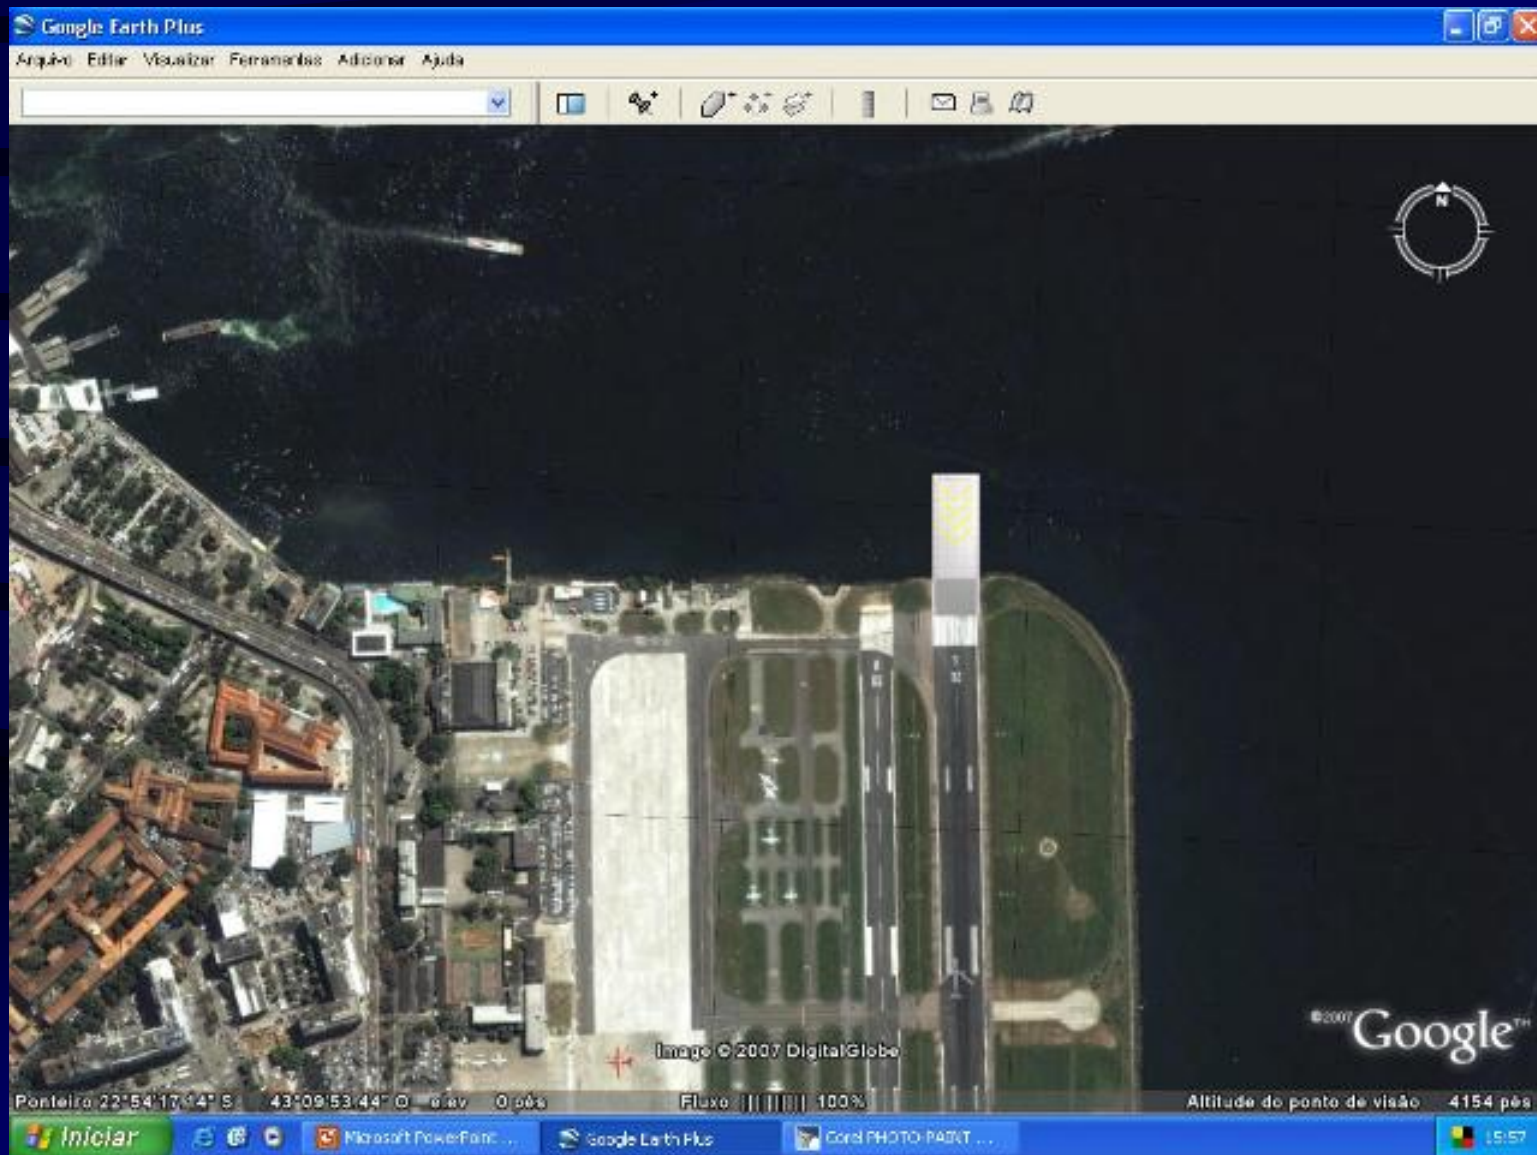 Google Earth Plus
Arquivo Editar Visualizar Ferramentas Adicionar Ajuda
N
©2007 Google™
Image © 2007 DigitalGlobe
Ponteiro 22°54'17.14" S 43°09'53.44" O elev 0 pés Fluxo |||||||||| 100% Altitude do ponto de visão 4154 pés
Iniciar Microsoft PowerPoint ... Google Earth Plus Corel PHOTO-PAINT ... 15:57